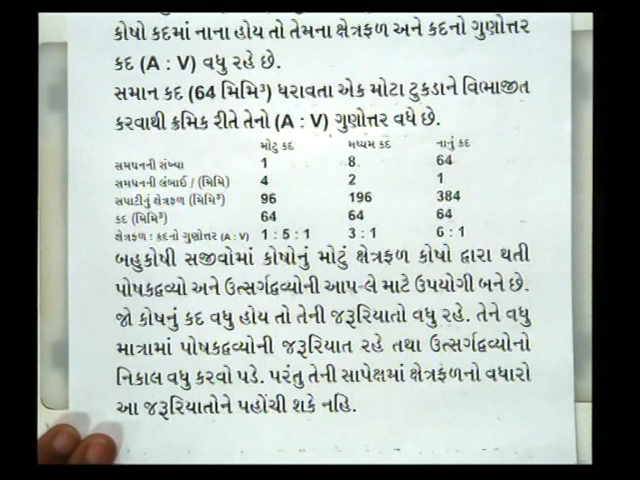 કોષો કદમાં નાના હોય તો તેમના ક્ષેત્રફળ અને કદનો ગુણોત્તર
કદ (A : V) વધુ રહે છે.
સમાન કદ (64 મિમિ³) ધરાવતા એક મોટા ટુકડાને વિભાજીત
કરવાથી ક્રમિક રીતે તેનો (A : V) ગુણોત્તર વધે છે.
મોટુ કદ મધ્યમ કદ નાનું કદ
સમઘનની સંખ્યા 1 8 64
સમઘનની લંબાઈ / (મિમિ) 4 2 1
સપાટીનું ક્ષેત્રફળ (મિમિ²) 96 196 384
કદ (મિમિ³) 64 64 64
ક્ષેત્રફળ : કદનો ગુણોત્તર (A : V) 1 : 5 : 1 3 : 1 6 : 1
બહુકોષી સજીવોમાં કોષોનું મોટું ક્ષેત્રફળ કોષો દ્વારા થતી
પોષકદ્રવ્યો અને ઉત્સર્ગદ્રવ્યોની આપ-લે માટે ઉપયોગી બને છે.
જો કોષનું કદ વધુ હોય તો તેની જરૂરિયાતો વધુ રહે. તેને વધુ
માત્રામાં પોષકદ્રવ્યોની જરૂરિયાત રહે તથા ઉત્સર્ગદ્રવ્યોનો
નિકાલ વધુ કરવો પડે. પરંતુ તેની સાપેક્ષમાં ક્ષેત્રફળનો વધારો
આ જરૂરિયાતોને પહોંચી શકે નહિ.